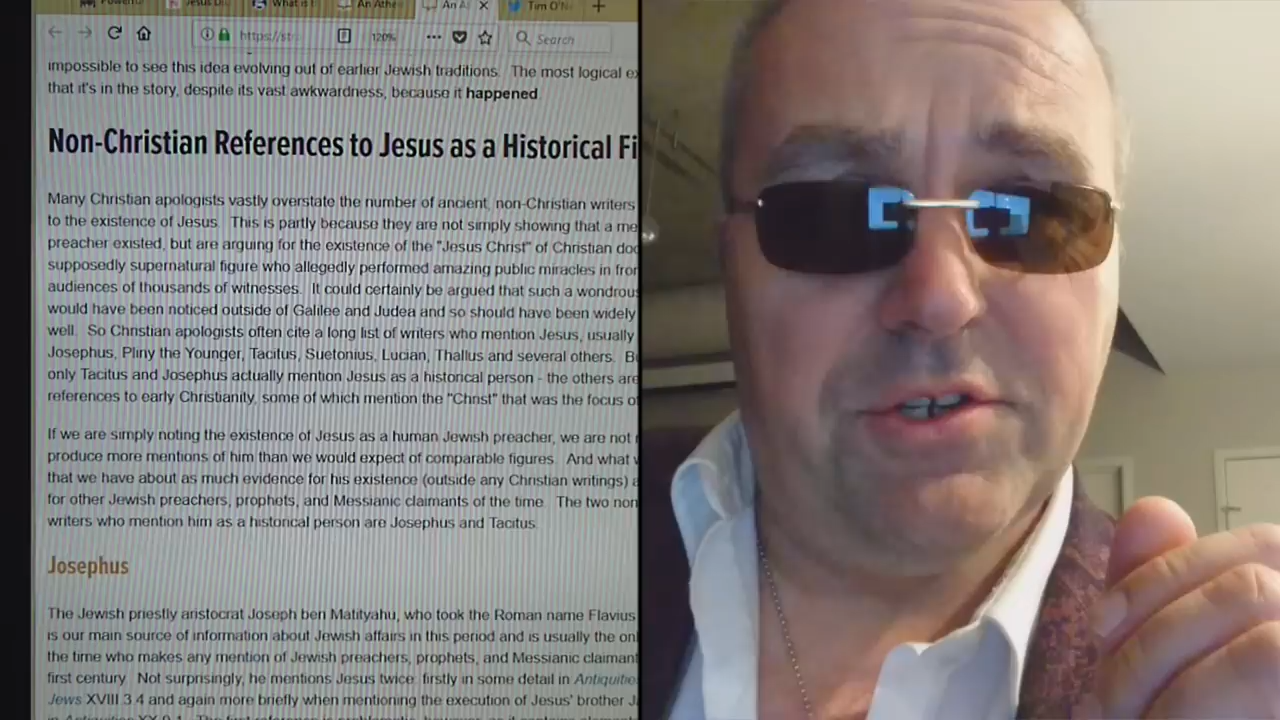 What is
An Athe
An A
Tim O'N
https://str
120%
Search
impossible to see this idea evolving out of earlier Jewish traditions. The most logical ex
that it's in the story, despite its vast awkwardness, because it happened
Non-Christian References to Jesus as a Historical Fi
Many Christian apologists vastly overstate the number of ancient, non-Christian writers
to the existence of Jesus. This is partly because they are not simply showing that a me
preacher existed, but are arguing for the existence of the "Jesus Christ" of Christian doc
supposedly supernatural figure who allegedly performed amazing public miracles in fron
audiences of thousands of witnesses. It could certainly be argued that such a wondrous
would have been noticed outside of Galilee and Judea and so should have been widely
well. So Christian apologists often cite a long list of writers who mention Jesus, usually
Josephus, Pliny the Younger, Tacitus, Suetonius, Lucian, Thallus and several others. Bu
only Tacitus and Josephus actually mention Jesus as a historical person - the others are
references to early Christianity, some of which mention the "Christ" that was the focus o
If we are simply noting the existence of Jesus as a human Jewish preacher, we are not r
produce more mentions of him than we would expect of comparable figures. And what w
that we have about as much evidence for his existence (outside any Christian writings) a
for other Jewish preachers, prophets, and Messianic claimants of the time. The two non
writers who mention him as a historical person are Josephus and Tacitus.
Josephus
The Jewish priestly aristocrat Joseph ben Matityahu, who took the Roman name Flavius
is our main source of information about Jewish affairs in this period and is usually the onl
the time who makes any mention of Jewish preachers, prophets, and Messianic claimant
first century. Not surprisingly, he mentions Jesus twice: firstly in some detail in Antiquitie
Jews XVIII.3.4 and again more briefly when mentioning the execution of Jesus' brother Ja